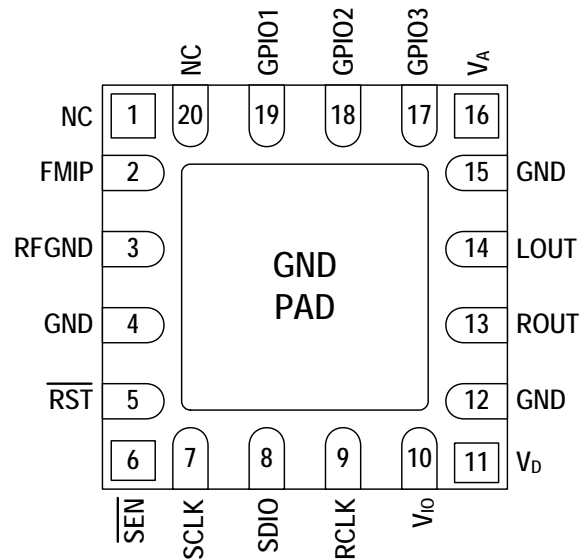 NC
GPIO1
GPIO2
GPIO3
VA
NC 1 20 19 18 17 16
FMIP 2 15 GND
RFGND 3 14 LOUT
GND 4 13 ROUT
RST 5 12 GND
GND
PAD
6 7 8 9 10 11 VD
SEN
SCLK
SDIO
RCLK
VIO